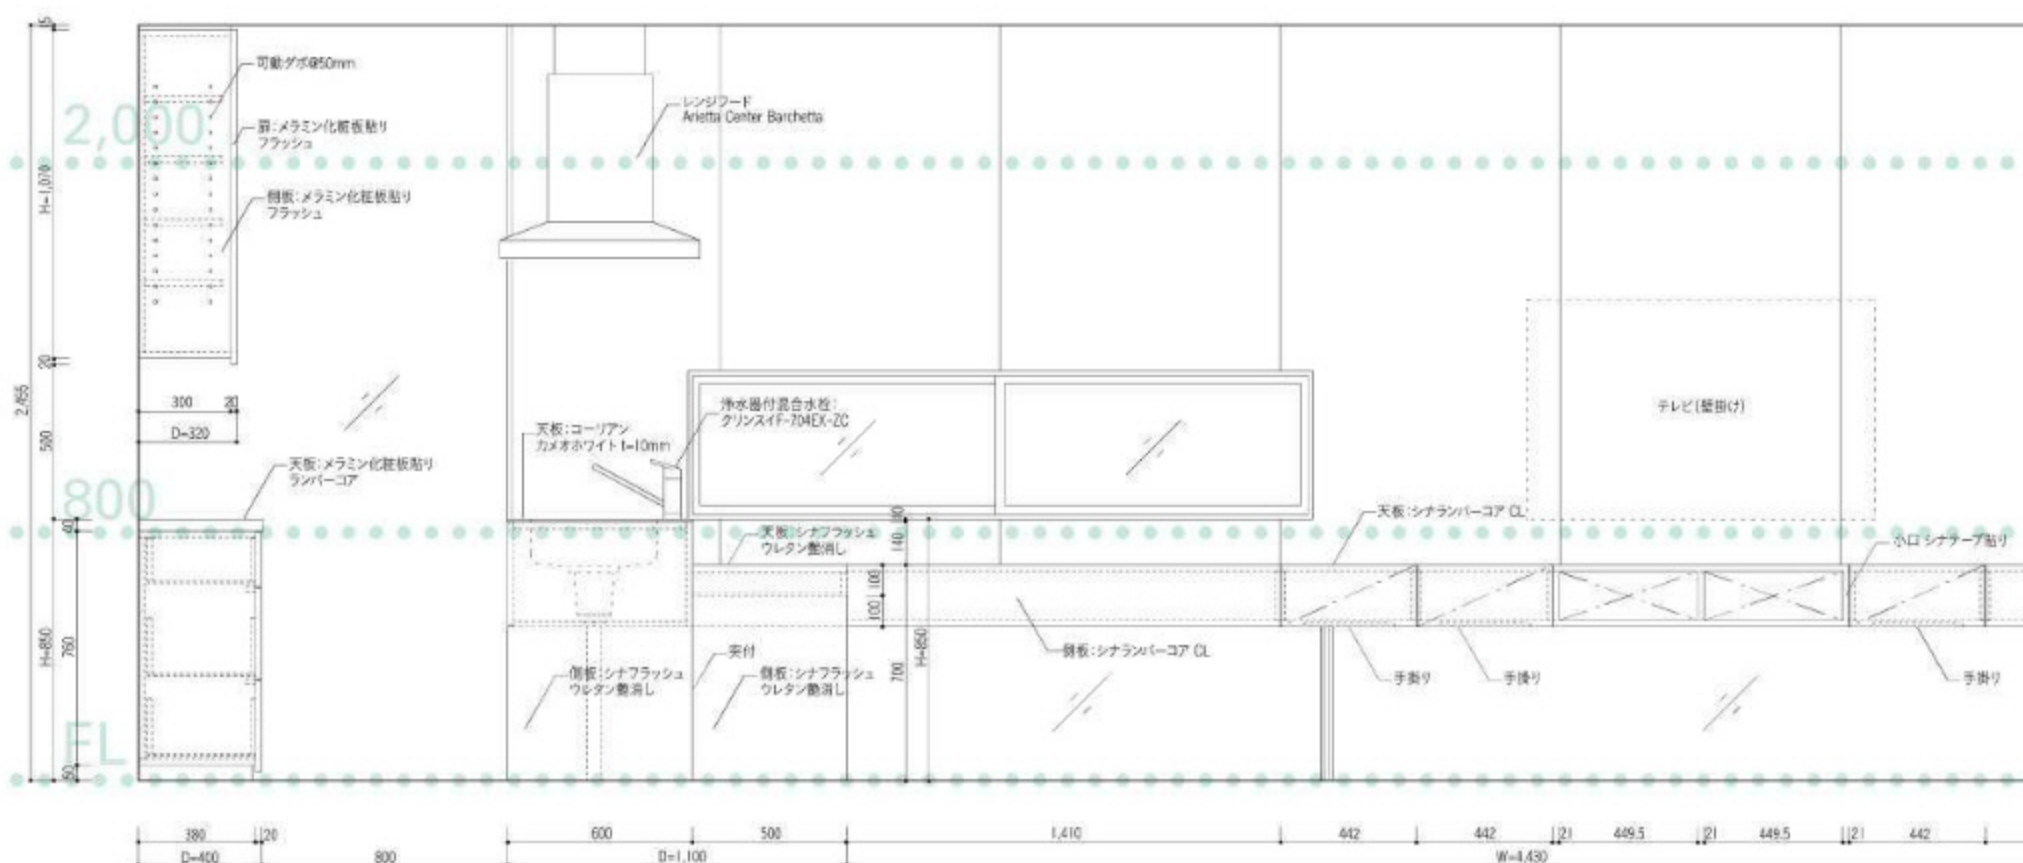 15
可動ダボ@50mm
レンジフード
Arietta Center Barchetta
2,000
扉：メラミン化粧板貼り
フラッシュ
側板：メラミン化粧板貼り
フラッシュ
H=1,070
20
2,455
300
20
D=320
テレビ(壁掛け)
浄水器付混合水栓：
クリンスイF-704EX-ZC
天板：コーリアン
カメオホワイト t=10mm
天板：メラミン化粧板貼り
ランバーコア
800
40
天板：シナランバーコア CL
天板：シナフラッシュ
ウレタン艶消し
140
小口 シナテープ貼り
100
100
H=850
760
H=850
700
側板：シナフラッシュ
ウレタン艶消し
突付
側板：シナフラッシュ
ウレタン艶消し
側板：シナランバーコア CL
手掛り
手掛り
手掛り
FL
380
20
600
500
1,410
442
442
21
449.5
21
449.5
21
442
D=400
800
D=1,100
W=4,430